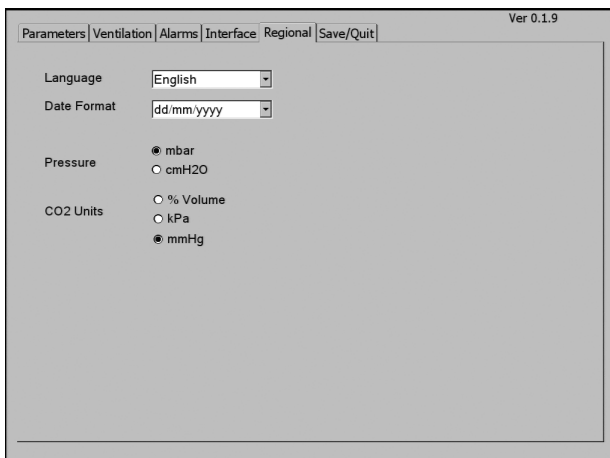 Ver 0.1.9
Parameters Ventilation Alarms Interface Regional Save/Quit
Language English
Date Format dd/mm/yyyy
Pressure
mbar
cmH2O
CO2 Units
% Volume
kPa
mmHg